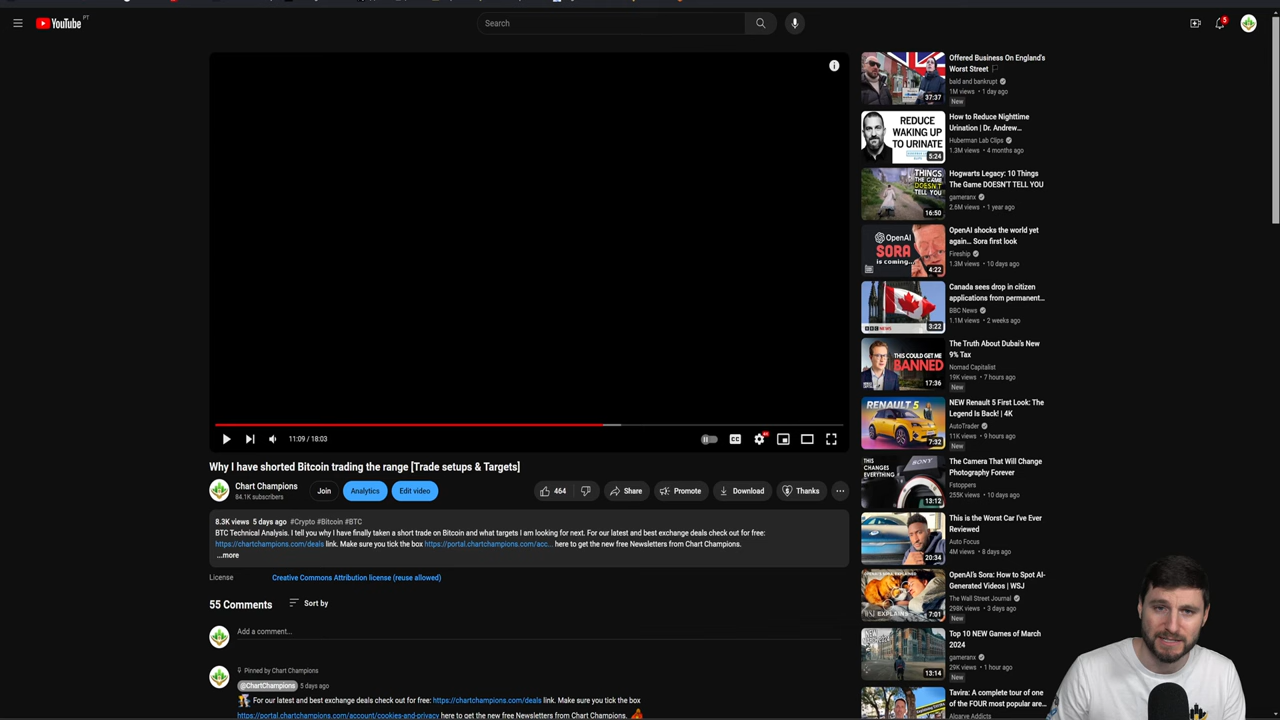 YouTube PT
Search
5
11:09 / 18:03
CC
Why I have shorted Bitcoin trading the range [Trade setups & Targets]
Chart Champions
84.1K subscribers
Join
Analytics
Edit video
464
Share
Promote
Download
Thanks
8.3K views 5 days ago #Crypto #Bitcoin #BTC
BTC Technical Analysis. I tell you why I have finally taken a short trade on Bitcoin and what targets I am looking for next. For our latest and best exchange deals check out for free:
https://chartchampions.com/deals link. Make sure you tick the box https://portal.chartchampions.com/acc... here to get the new free Newsletters from Chart Champions.
...more
License
Creative Commons Attribution license (reuse allowed)
55 Comments
Sort by
Add a comment...
Pinned by Chart Champions
@ChartChampions 5 days ago
For our latest and best exchange deals check out for free: https://chartchampions.com/deals link. Make sure you tick the box
https://portal.chartchampions.com/account/cookies-and-privacy here to get the new free Newsletters from Chart Champions.
37:37
Offered Business On England's
Worst Street
bald and bankrupt
1M views • 1 day ago
New
REDUCE
WAKING UP
TO URINATE
5:24
How to Reduce Nighttime
Urination | Dr. Andrew...
Huberman Lab Clips
1.3M views • 4 months ago
THINGS
THE GAME
DOESN'T
TELL YOU
16:50
Hogwarts Legacy: 10 Things
The Game DOESN'T TELL YOU
gameranx
2.6M views • 1 year ago
OpenAI
SORA
is coming...
4:22
OpenAI shocks the world yet
again… Sora first look
Fireship
1.3M views • 10 days ago
BBC NEWS
3:22
Canada sees drop in citizen
applications from permanent...
BBC News
1.1M views • 2 weeks ago
THIS COULD GET ME
BANNED
17:36
The Truth About Dubai's New
9% Tax
Nomad Capitalist
19K views • 7 hours ago
New
RENAULT 5
7:32
NEW Renault 5 First Look: The
Legend Is Back! | 4K
AutoTrader
11K views • 9 hours ago
New
THIS
CHANGES
EVERYTHING
SONY
13:12
The Camera That Will Change
Photography Forever
Fstoppers
255K views • 10 days ago
20:34
This is the Worst Car I've Ever
Reviewed
Auto Focus
4M views • 8 days ago
OPENAI'S SORA: EXPLAINED
WSJ EXPLAINS
7:01
OpenAI's Sora: How to Spot AI-
Generated Videos | WSJ
The Wall Street Journal
298K views • 3 days ago
New
NEW
13:14
Top 10 NEW Games of March
2024
gameranx
29K views • 1 hour ago
New
Tavira: A complete tour of one
of the FOUR most popular are...
Algarve Addicts